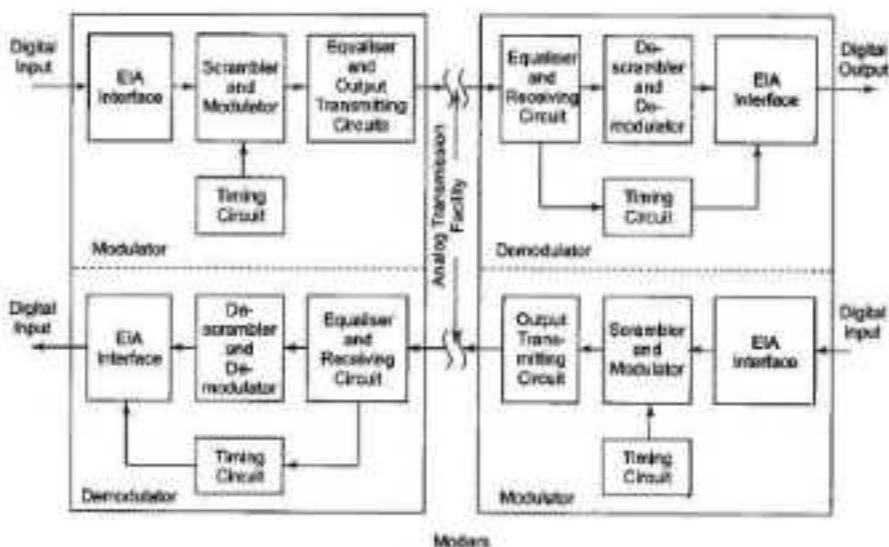 Digital
Input
EIA
Interface
Scrambler
and
Modulator
Equaliser
and
Output
Transmitting
Circuits
Timing
Circuit
Modulator
Analog Transmission
Facility
Equaliser
and
Receiving
Circuit
De-
scrambler
and
De-
modulator
EIA
Interface
Digital
Output
Timing
Circuit
Demodulator
Digital
Input
EIA
Interface
De-
scrambler
and
De-
modulator
Equaliser
and
Receiving
Circuit
Timing
Circuit
Demodulator
Output
Trans-
mitting
Circuit
Scrambler
and
Modulator
EIA
Interface
Digital
Input
Timing
Circuit
Modulator
Modems